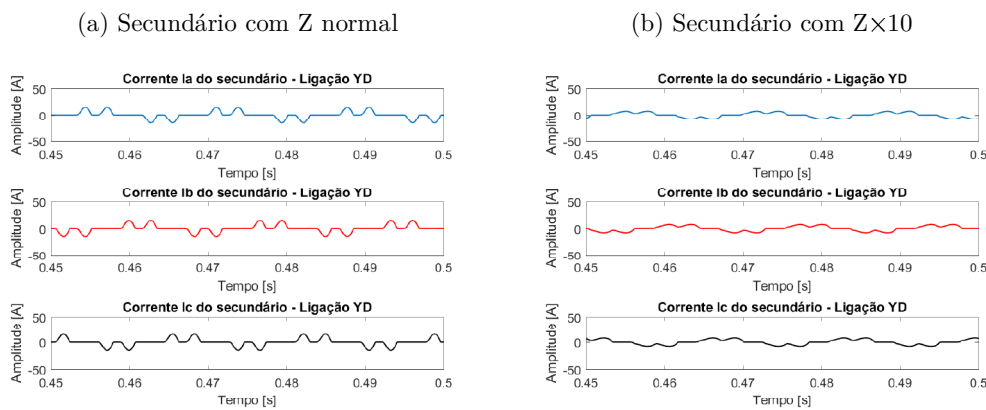 (a) Secundário com Z normal
Corrente Ia do secundário - Ligação YD
Amplitude [A]
50
0
-50
0.45
0.46
0.47
0.48
0.49
0.5
Tempo [s]
Corrente Ib do secundário - Ligação YD
Amplitude [A]
50
0
-50
0.45
0.46
0.47
0.48
0.49
0.5
Tempo [s]
Corrente Ic do secundário - Ligação YD
Amplitude [A]
50
0
-50
0.45
0.46
0.47
0.48
0.49
0.5
Tempo [s]
(b) Secundário com Z×10
Corrente Ia do secundário - Ligação YD
Amplitude [A]
50
0
-50
0.45
0.46
0.47
0.48
0.49
0.5
Tempo [s]
Corrente Ib do secundário - Ligação YD
Amplitude [A]
50
0
-50
0.45
0.46
0.47
0.48
0.49
0.5
Tempo [s]
Corrente Ic do secundário - Ligação YD
Amplitude [A]
50
0
-50
0.45
0.46
0.47
0.48
0.49
0.5
Tempo [s]